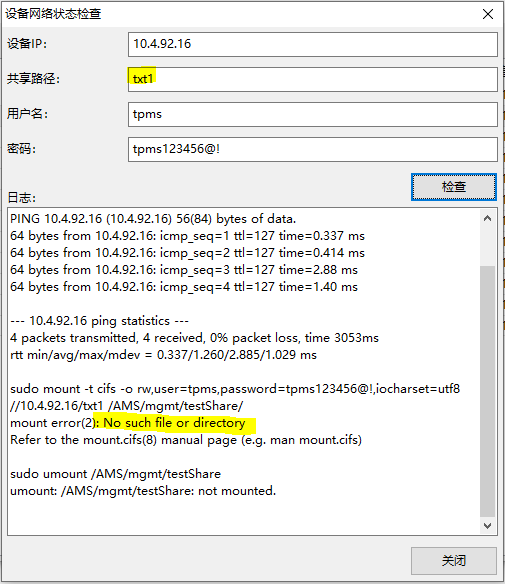 设备网络状态检查
设备IP:
10.4.92.16
共享路径:
txt1
用户名:
tpms
密码:
tpms123456@!
检查
日志:
PING 10.4.92.16 (10.4.92.16) 56(84) bytes of data.
64 bytes from 10.4.92.16: icmp_seq=1 ttl=127 time=0.337 ms
64 bytes from 10.4.92.16: icmp_seq=2 ttl=127 time=0.414 ms
64 bytes from 10.4.92.16: icmp_seq=3 ttl=127 time=2.88 ms
64 bytes from 10.4.92.16: icmp_seq=4 ttl=127 time=1.40 ms
--- 10.4.92.16 ping statistics ---
4 packets transmitted, 4 received, 0% packet loss, time 3053ms
rtt min/avg/max/mdev = 0.337/1.260/2.885/1.029 ms
sudo mount -t cifs -o rw,user=tpms,password=tpms123456@!,iocharset=utf8
//10.4.92.16/txt1 /AMS/mgmt/testShare/
mount error(2): No such file or directory
Refer to the mount.cifs(8) manual page (e.g. man mount.cifs)
sudo umount /AMS/mgmt/testShare
umount: /AMS/mgmt/testShare: not mounted.
关闭